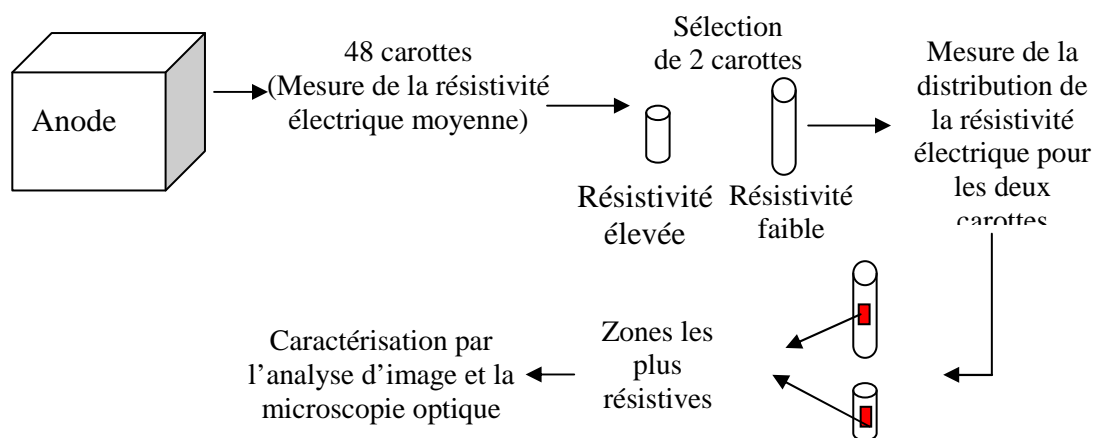 Anode
48 carottes
(Mesure de la résistivité
électrique moyenne)
Sélection
de 2 carottes
Résistivité
élevée
Résistivité
faible
Mesure de la
distribution de
la résistivité
électrique pour
les deux
carottes
Zones les
plus
résistives
Caractérisation par
l’analyse d’image et la
microscopie optique